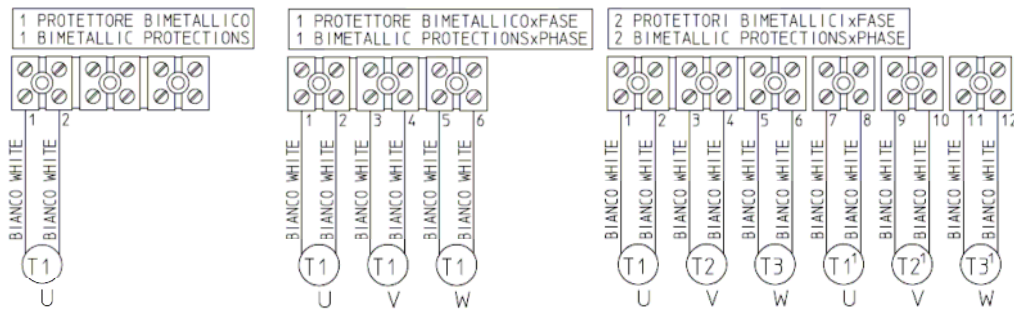 1 PROTETTORE BIMETALLICO
1 BIMETALLIC PROTECTIONS
1 2
BIANCO WHITE
BIANCO WHITE
T1
U
1 PROTETTORE BIMETALLICOxFASE
1 BIMETALLIC PROTECTIONSxPHASE
1 2 3 4 5 6
BIANCO WHITE
BIANCO WHITE
BIANCO WHITE
BIANCO WHITE
BIANCO WHITE
BIANCO WHITE
T1 T1 T1
U V W
2 PROTETTORI BIMETALLICIxFASE
2 BIMETALLIC PROTECTIONSxPHASE
1 2 3 4 5 6 7 8 9 10 11 12
BIANCO WHITE
BIANCO WHITE
BIANCO WHITE
BIANCO WHITE
BIANCO WHITE
BIANCO WHITE
BIANCO WHITE
BIANCO WHITE
BIANCO WHITE
BIANCO WHITE
BIANCO WHITE
BIANCO WHITE
T1 T2 T3 T1¹ T2¹ T3¹
U V W U V W